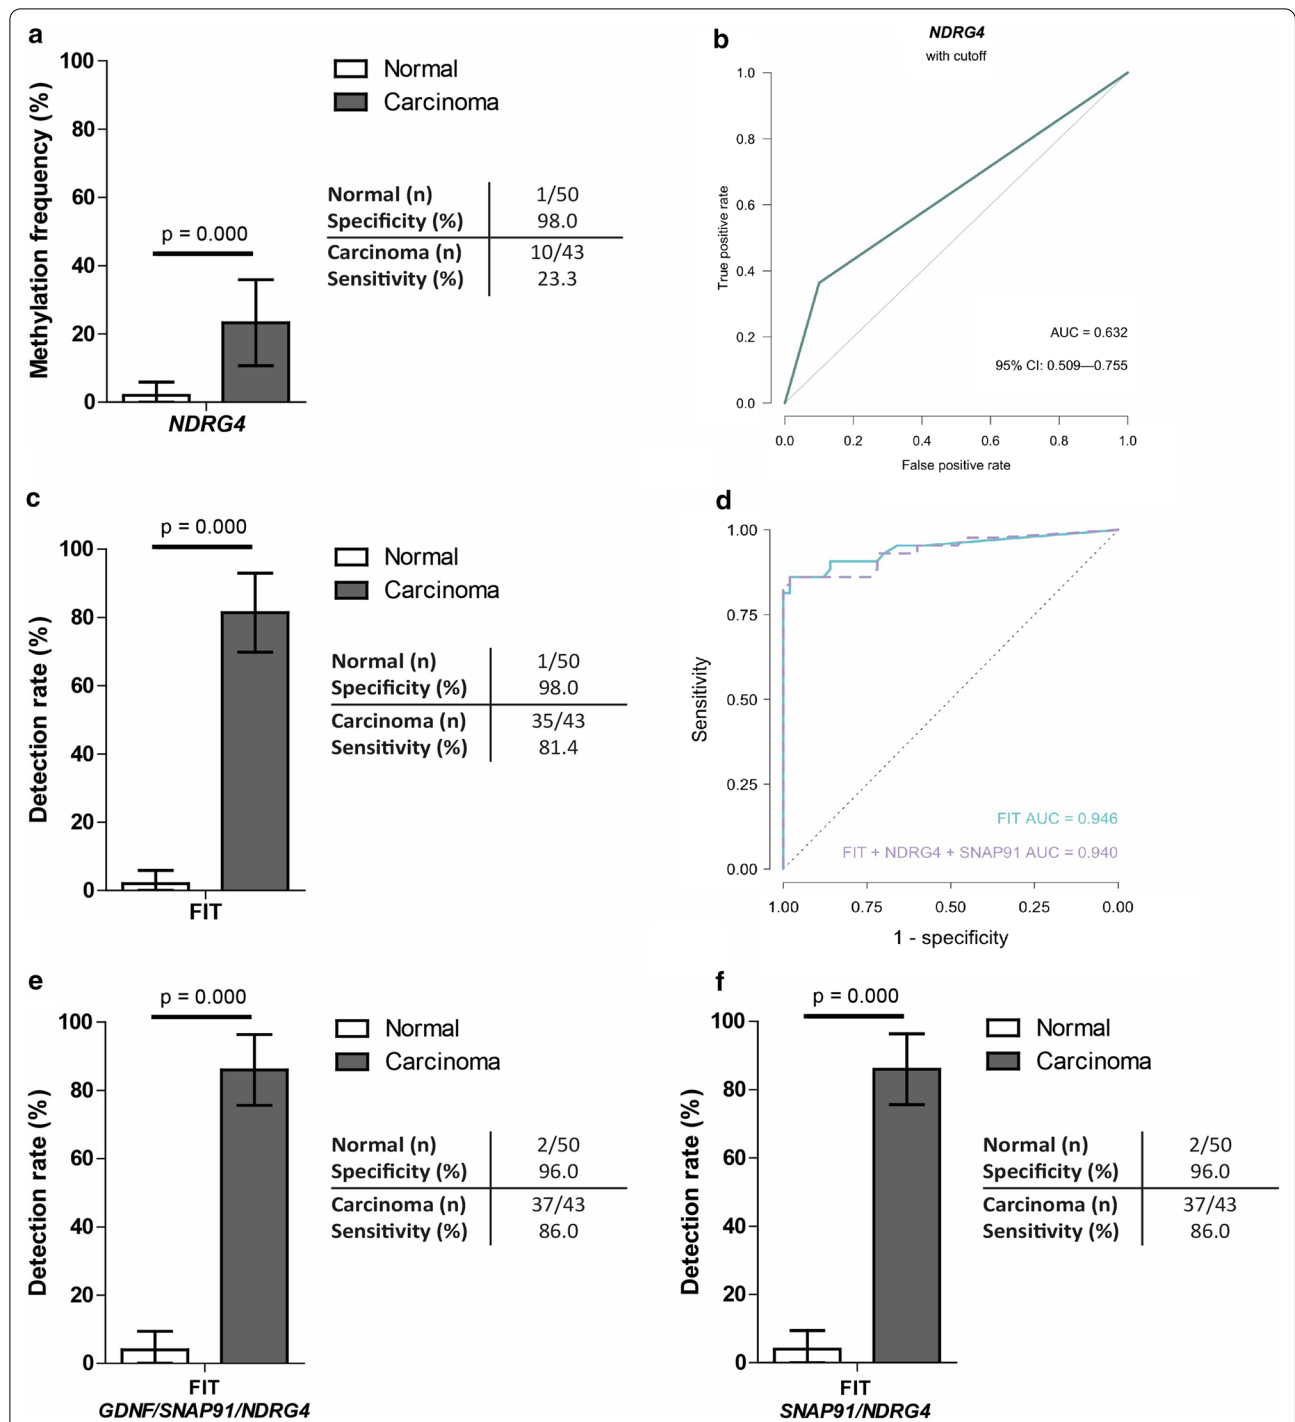 a
100
80
60
40
20
0
Methylation frequency (%)
p = 0.000
Normal
Carcinoma
Normal (n) 1/50
Specificity (%) 98.0
Carcinoma (n) 10/43
Sensitivity (%) 23.3
NDRG4
b
NDRG4
with cutoff
1.0
0.8
0.6
0.4
0.2
0.0
True positive rate
AUC = 0.632
95% CI: 0.509—0.755
0.0 0.2 0.4 0.6 0.8 1.0
False positive rate
c
p = 0.000
100
80
60
40
20
0
Detection rate (%)
Normal
Carcinoma
Normal (n) 1/50
Specificity (%) 98.0
Carcinoma (n) 35/43
Sensitivity (%) 81.4
FIT
d
1.00
0.75
0.50
0.25
0.00
Sensitivity
FIT AUC = 0.946
FIT + NDRG4 + SNAP91 AUC = 0.940
1.00 0.75 0.50 0.25 0.00
1 - specificity
e
p = 0.000
100
80
60
40
20
0
Detection rate (%)
Normal
Carcinoma
Normal (n) 2/50
Specificity (%) 96.0
Carcinoma (n) 37/43
Sensitivity (%) 86.0
FIT
GDNF/SNAP91/NDRG4
f
p = 0.000
100
80
60
40
20
0
Detection rate (%)
Normal
Carcinoma
Normal (n) 2/50
Specificity (%) 96.0
Carcinoma (n) 37/43
Sensitivity (%) 86.0
FIT
SNAP91/NDRG4